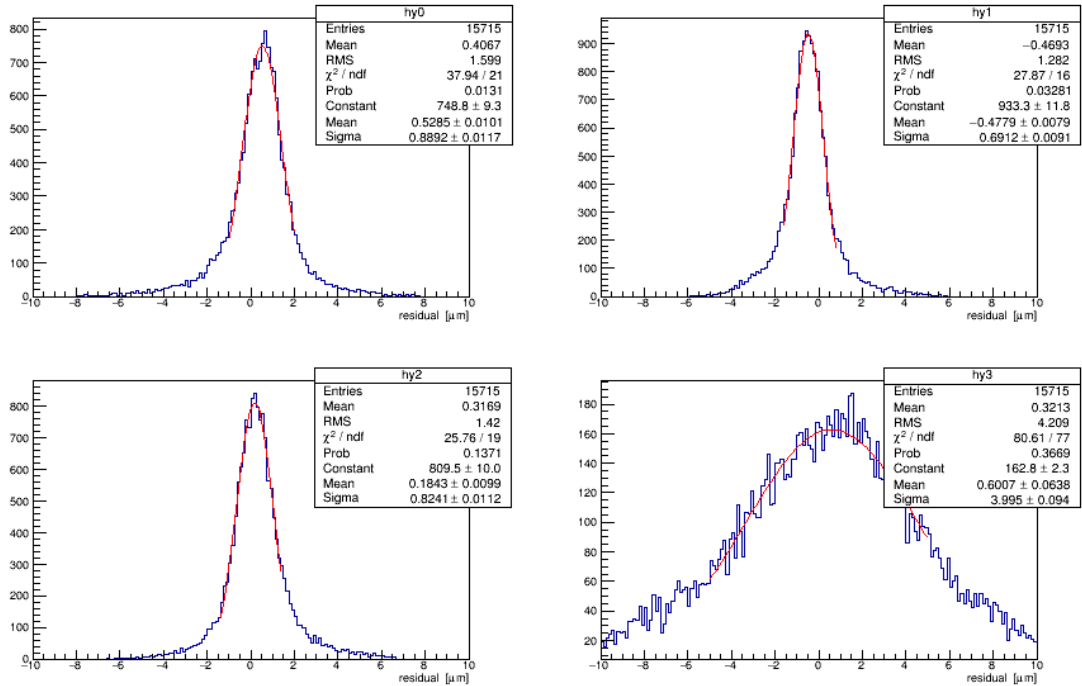 hy0
Entries 15715
Mean 0.4067
RMS 1.599
χ² / ndf 37.94 / 21
Prob 0.0131
Constant 748.8 ± 9.3
Mean 0.5285 ± 0.0101
Sigma 0.8892 ± 0.0117
800
700
600
500
400
300
200
100
0
−10 −8 −6 −4 −2 0 2 4 6 8 10
residual [μm]
hy1
Entries 15715
Mean −0.4693
RMS 1.282
χ² / ndf 27.87 / 16
Prob 0.03281
Constant 933.3 ± 11.8
Mean −0.4779 ± 0.0079
Sigma 0.6912 ± 0.0091
900
800
700
600
500
400
300
200
100
0
−10 −8 −6 −4 −2 0 2 4 6 8 10
residual [μm]
hy2
Entries 15715
Mean 0.3169
RMS 1.42
χ² / ndf 25.76 / 19
Prob 0.1371
Constant 809.5 ± 10.0
Mean 0.1843 ± 0.0099
Sigma 0.8241 ± 0.0112
800
700
600
500
400
300
200
100
0
−10 −8 −6 −4 −2 0 2 4 6 8 10
residual [μm]
hy3
Entries 15715
Mean 0.3213
RMS 4.209
χ² / ndf 80.61 / 77
Prob 0.3669
Constant 162.8 ± 2.3
Mean 0.6007 ± 0.0638
Sigma 3.995 ± 0.094
180
160
140
120
100
80
60
40
20
−10 −8 −6 −4 −2 0 2 4 6 8 10
residual [μm]